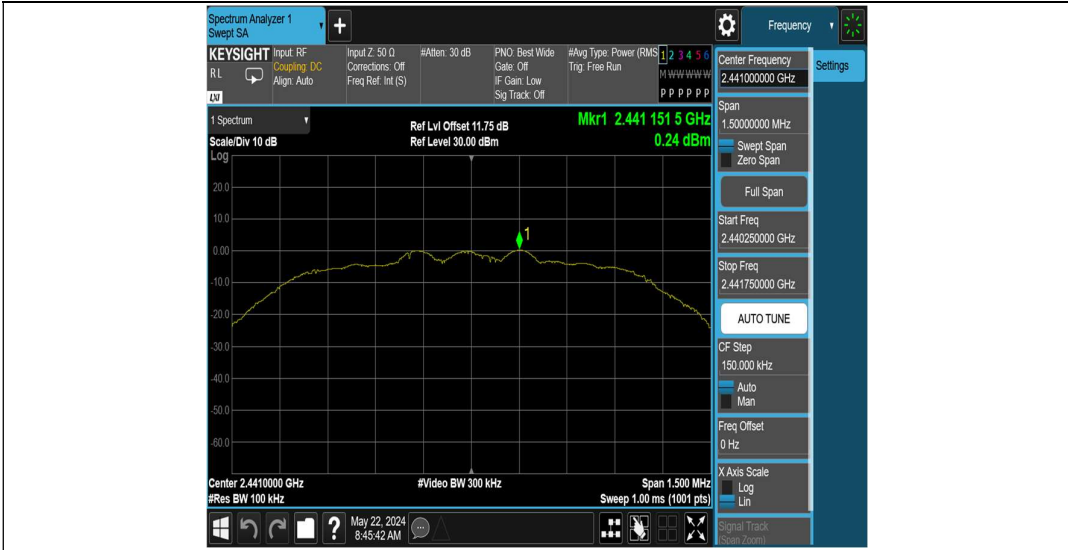 Spectrum Analyzer 1
Swept SA
Frequency
KEYSIGHT
RL
LXI
Input: RF
Coupling: DC
Align: Auto
Input Z: 50 Ω
Corrections: Off
Freq Ref: Int (S)
#Atten: 30 dB
PNO: Best Wide
Gate: Off
IF Gain: Low
Sig Track: Off
#Avg Type: Power (RMS
Trig: Free Run
1 2 3 4 5 6
M W W W W W
P P P P P P
1 Spectrum
Scale/Div 10 dB
Log
Ref Lvl Offset 11.75 dB
Ref Level 30.00 dBm
Mkr1 2.441 151 5 GHz
0.24 dBm
20.0
10.0
0.00
-10.0
-20.0
-30.0
-40.0
-50.0
-60.0
1
Center 2.4410000 GHz
#Res BW 100 kHz
#Video BW 300 kHz
Span 1.500 MHz
Sweep 1.00 ms (1001 pts)
?
May 22, 2024
8:45:42 AM
Center Frequency
2.441000000 GHz
Settings
Span
1.50000000 MHz
Swept Span
Zero Span
Full Span
Start Freq
2.440250000 GHz
Stop Freq
2.441750000 GHz
AUTO TUNE
CF Step
150.000 kHz
Auto
Man
Freq Offset
0 Hz
X Axis Scale
Log
Lin
Signal Track
(Span Zoom)